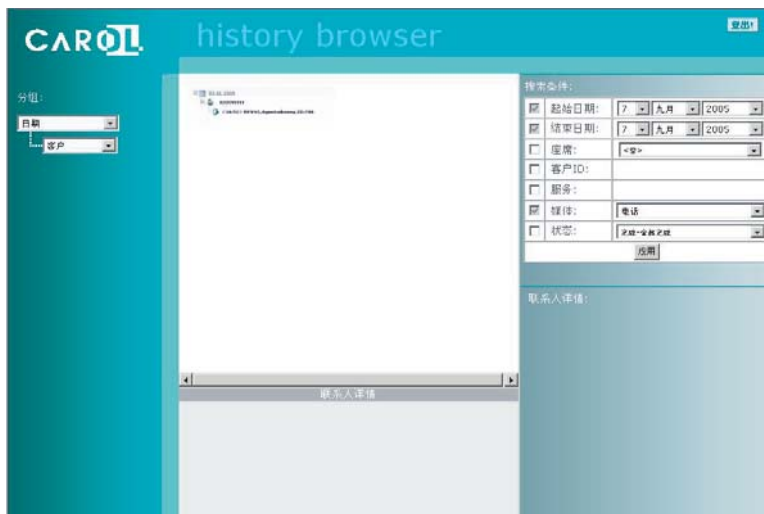 CAROL
history browser
登出!
分组:
日期
客户
搜索条件:
起始日期: 7 九月 2005
结束日期: 7 九月 2005
座席: <空>
客户ID:
服务:
媒体: 电话
状态:
应用
联系人详情:
联系人详情